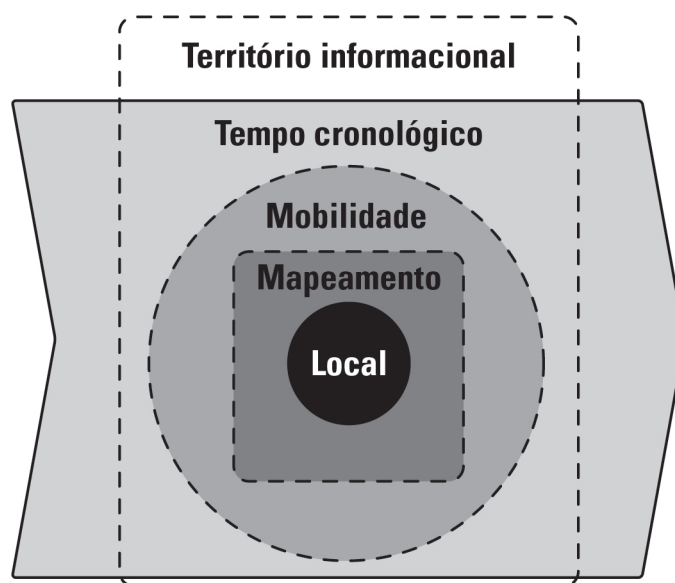 Território informacional
Tempo cronológico
Mobilidade
Mapeamento
Local